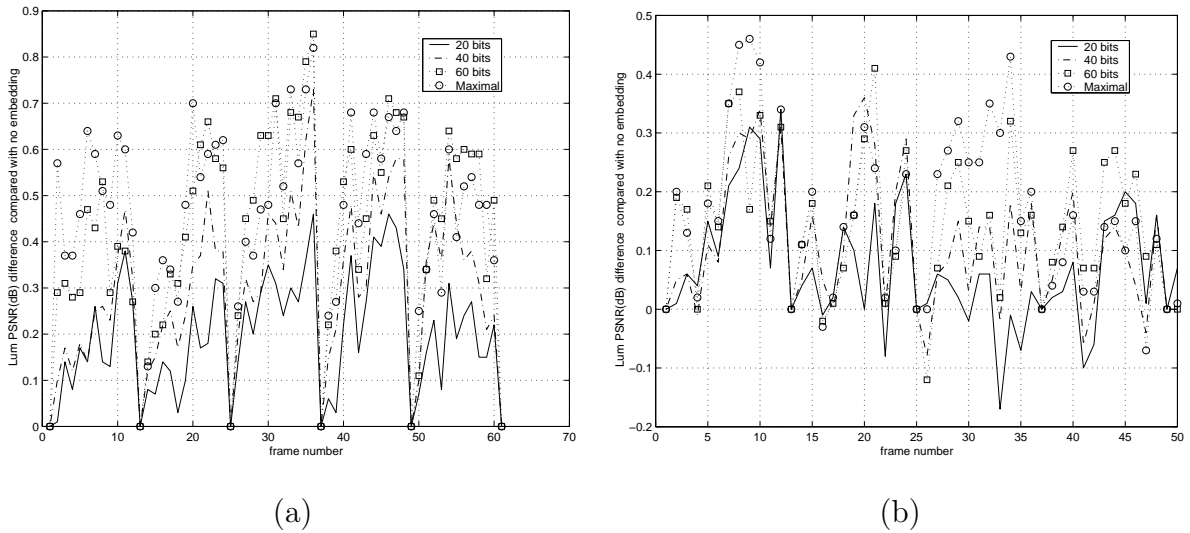 0.9
0.8
0.7
0.6
0.5
0.4
0.3
0.2
0.1
0
Lum PSNR(dB) difference compared with no embedding
20 bits
40 bits
60 bits
Maximal
0 10 20 30 40 50 60 70
frame number
(a)
0.5
0.4
0.3
0.2
0.1
0
−0.1
−0.2
Lum PSNR(dB) difference compared with no embedding
20 bits
40 bits
60 bits
Maximal
0 5 10 15 20 25 30 35 40 45 50
frame number
(b)